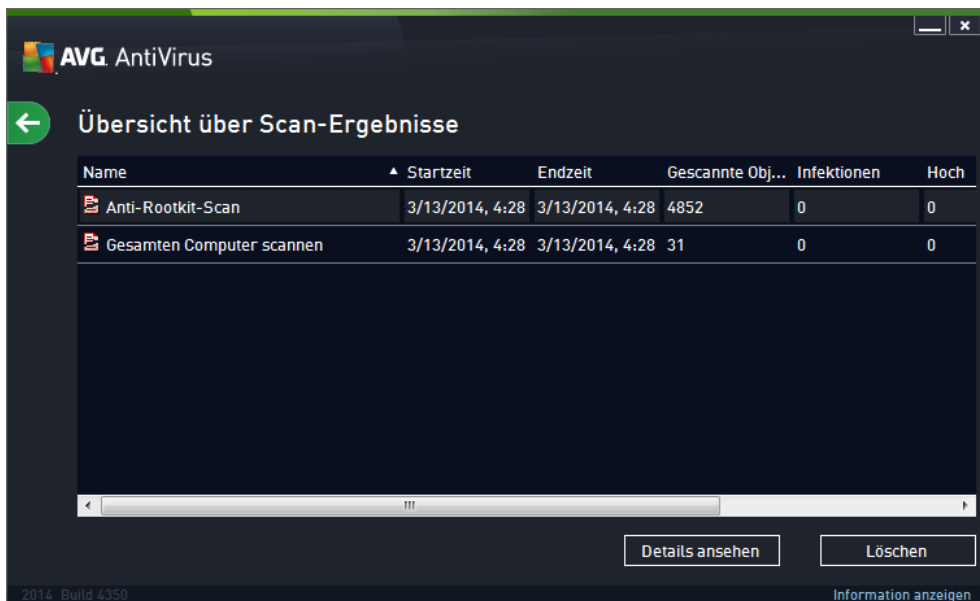 AVG. AntiVirus
Übersicht über Scan-Ergebnisse
Name Startzeit Endzeit Gescannte Obj... Infektionen Hoch
Anti-Rootkit-Scan 3/13/2014, 4:28 3/13/2014, 4:28 4852 0 0
Gesamten Computer scannen 3/13/2014, 4:28 3/13/2014, 4:28 31 0 0
Details ansehen Löschen
2014 Build 4350 Information anzeigen